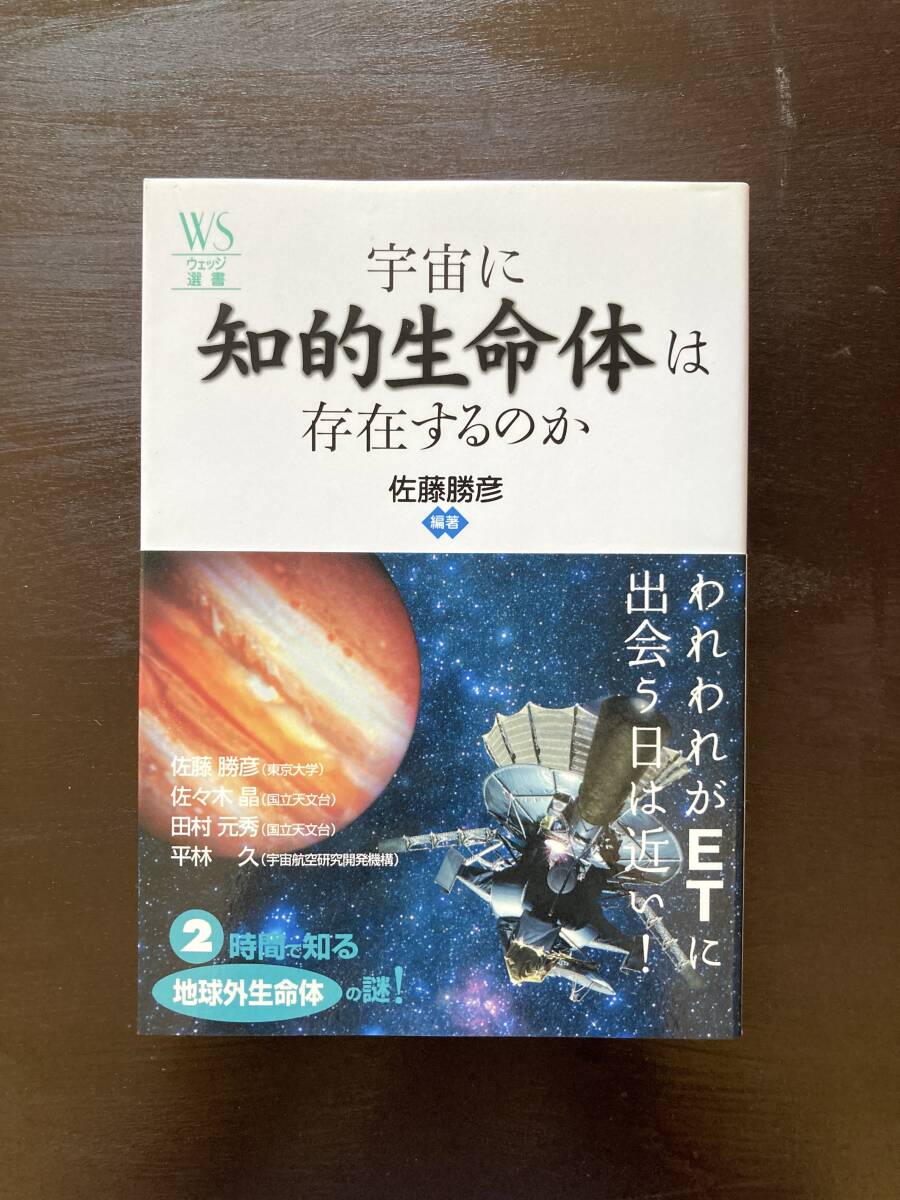 WS
ウェッジ
選書
宇宙に
知的生命体は
存在するのか
佐藤勝彦
編著
われわれがETに
出会う日は近い!
佐藤 勝彦(東京大学)
佐々木 晶(国立天文台)
田村 元秀(国立天文台)
平林 久(宇宙航空研究開発機構)
2時間で知る
地球外生命体の謎!